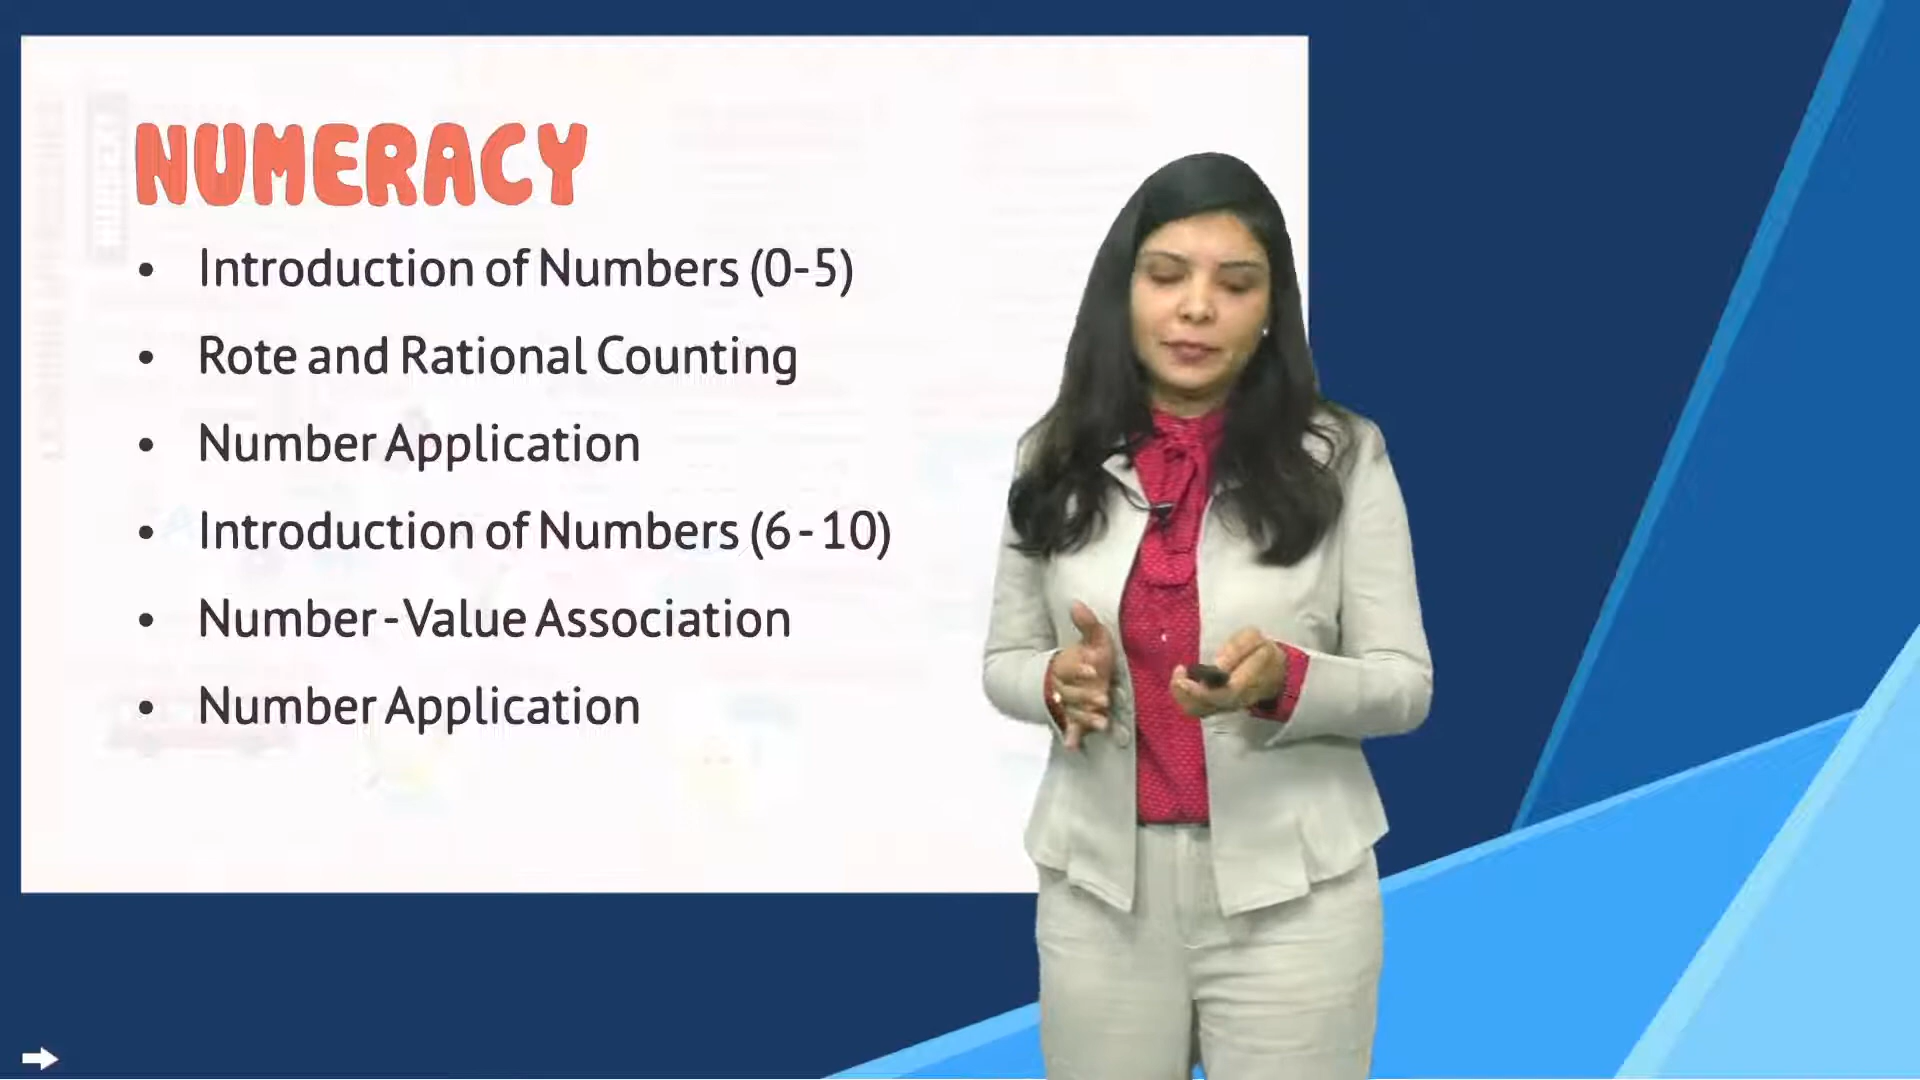 NUMERACY
• Introduction of Numbers (0-5)
• Rote and Rational Counting
• Number Application
• Introduction of Numbers (6-10)
• Number-Value Association
• Number Application